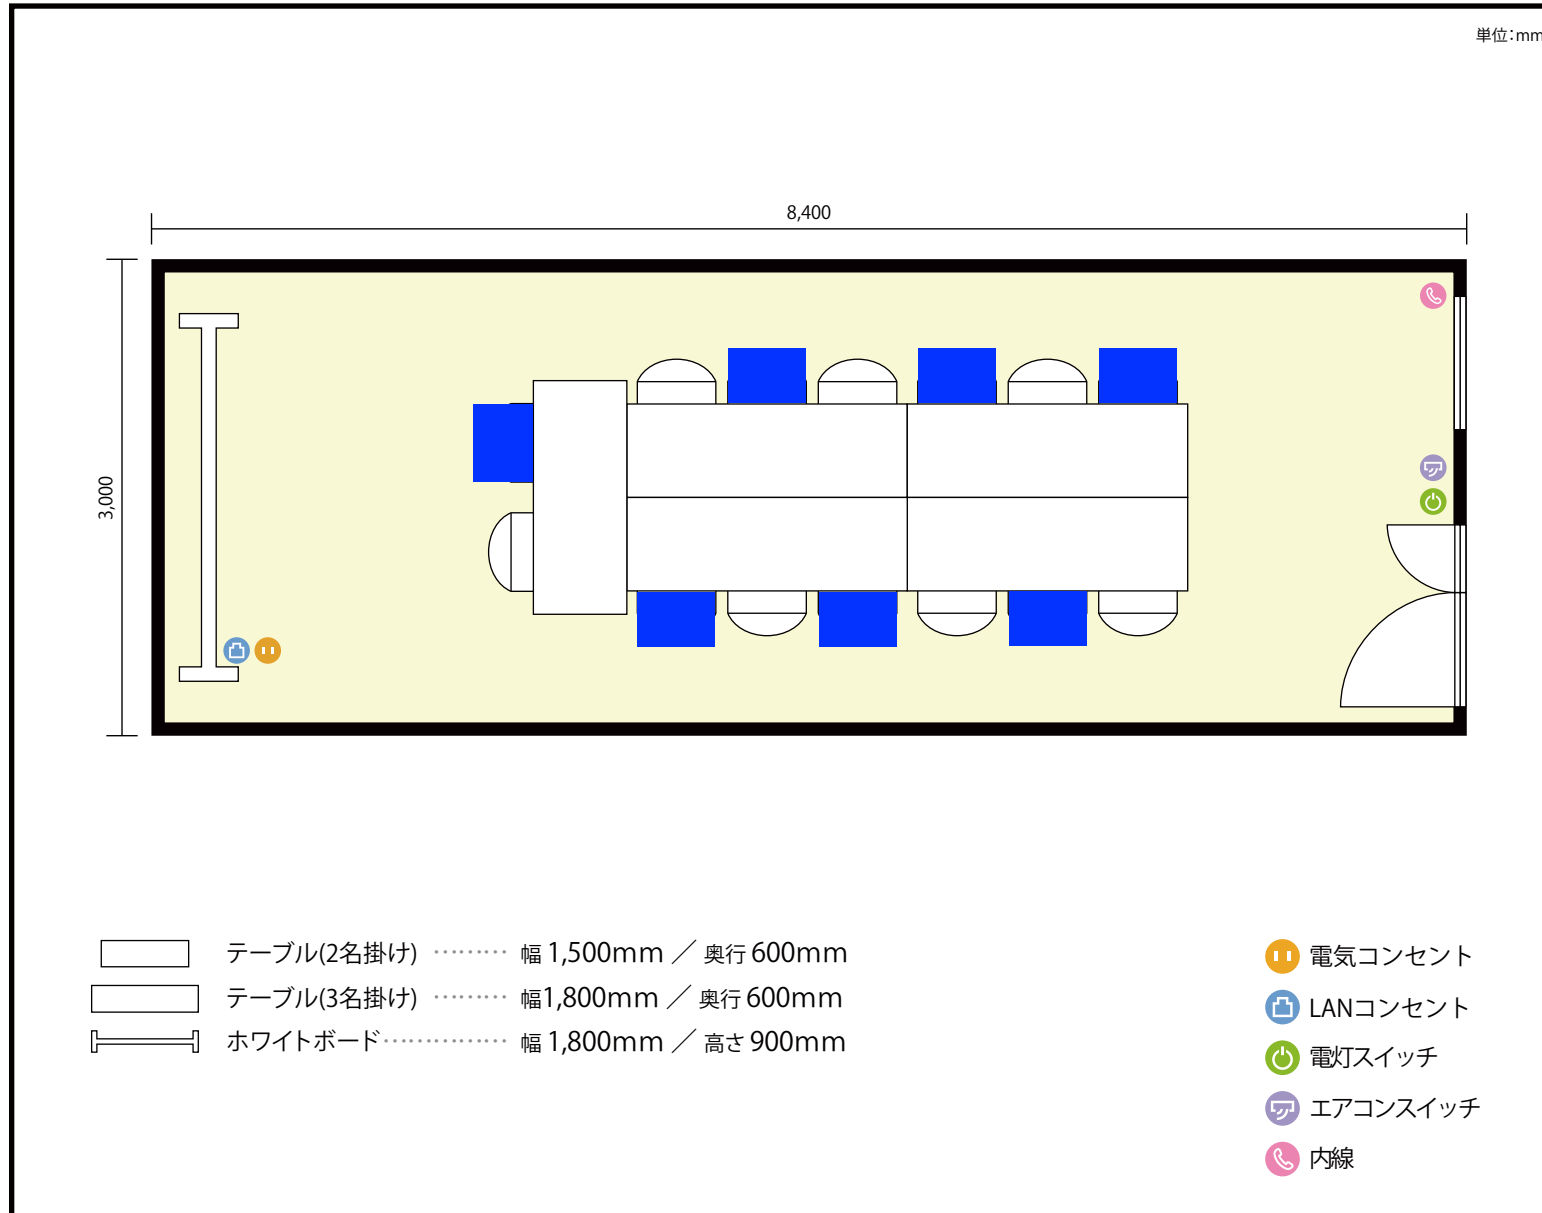 単位：mm
8,400
3,000
テーブル(2名掛け) ⋯⋯⋯ 幅 1,500mm ／ 奥行 600mm
テーブル(3名掛け) ⋯⋯⋯ 幅1,800mm ／ 奥行 600mm
ホワイトボード⋯⋯⋯⋯⋯ 幅 1,800mm ／ 高さ 900mm
電気コンセント
LANコンセント
電灯スイッチ
エアコンスイッチ
内線